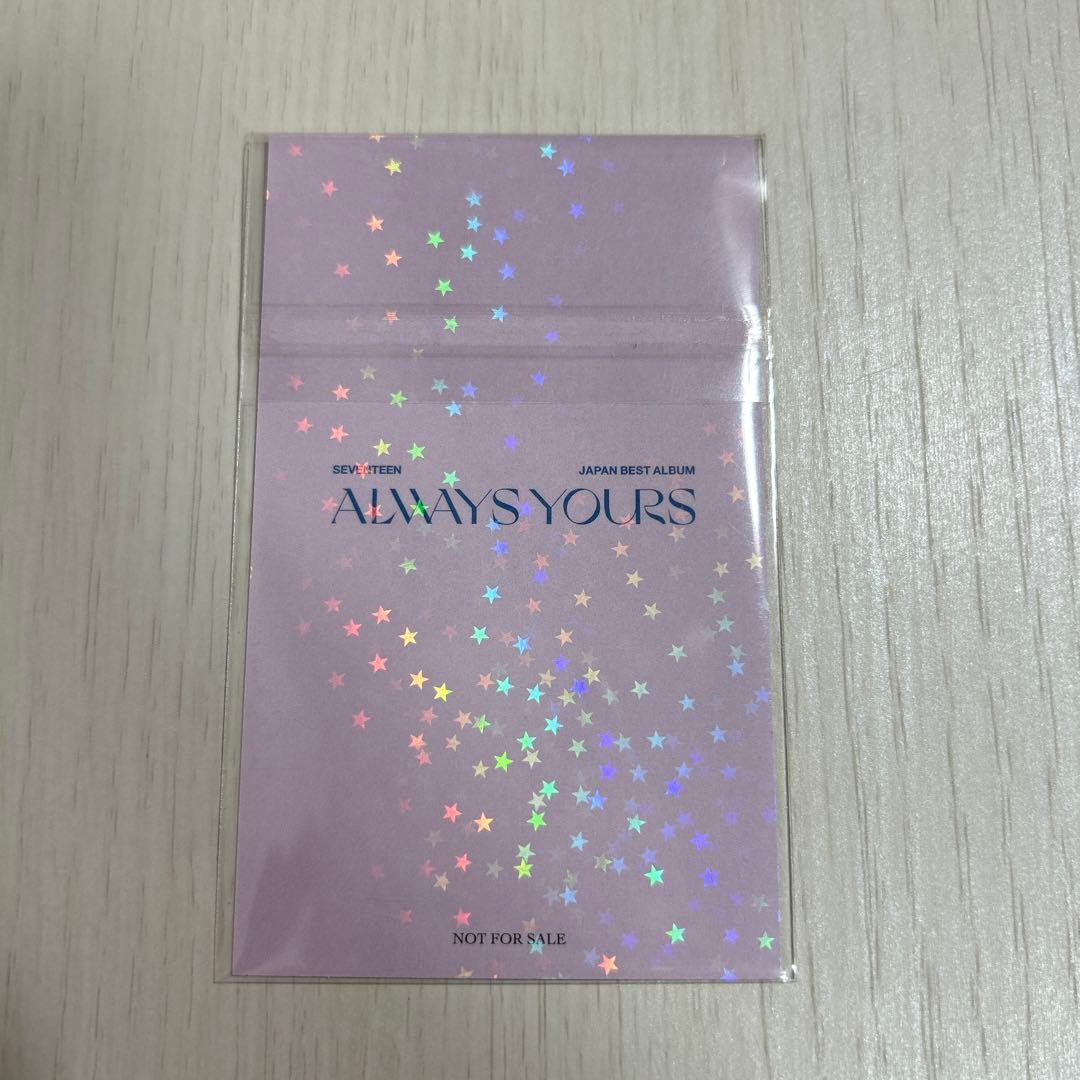 SEVENTEEN JAPAN BEST ALBUM
ALWAYS YOURS
NOT FOR SALE